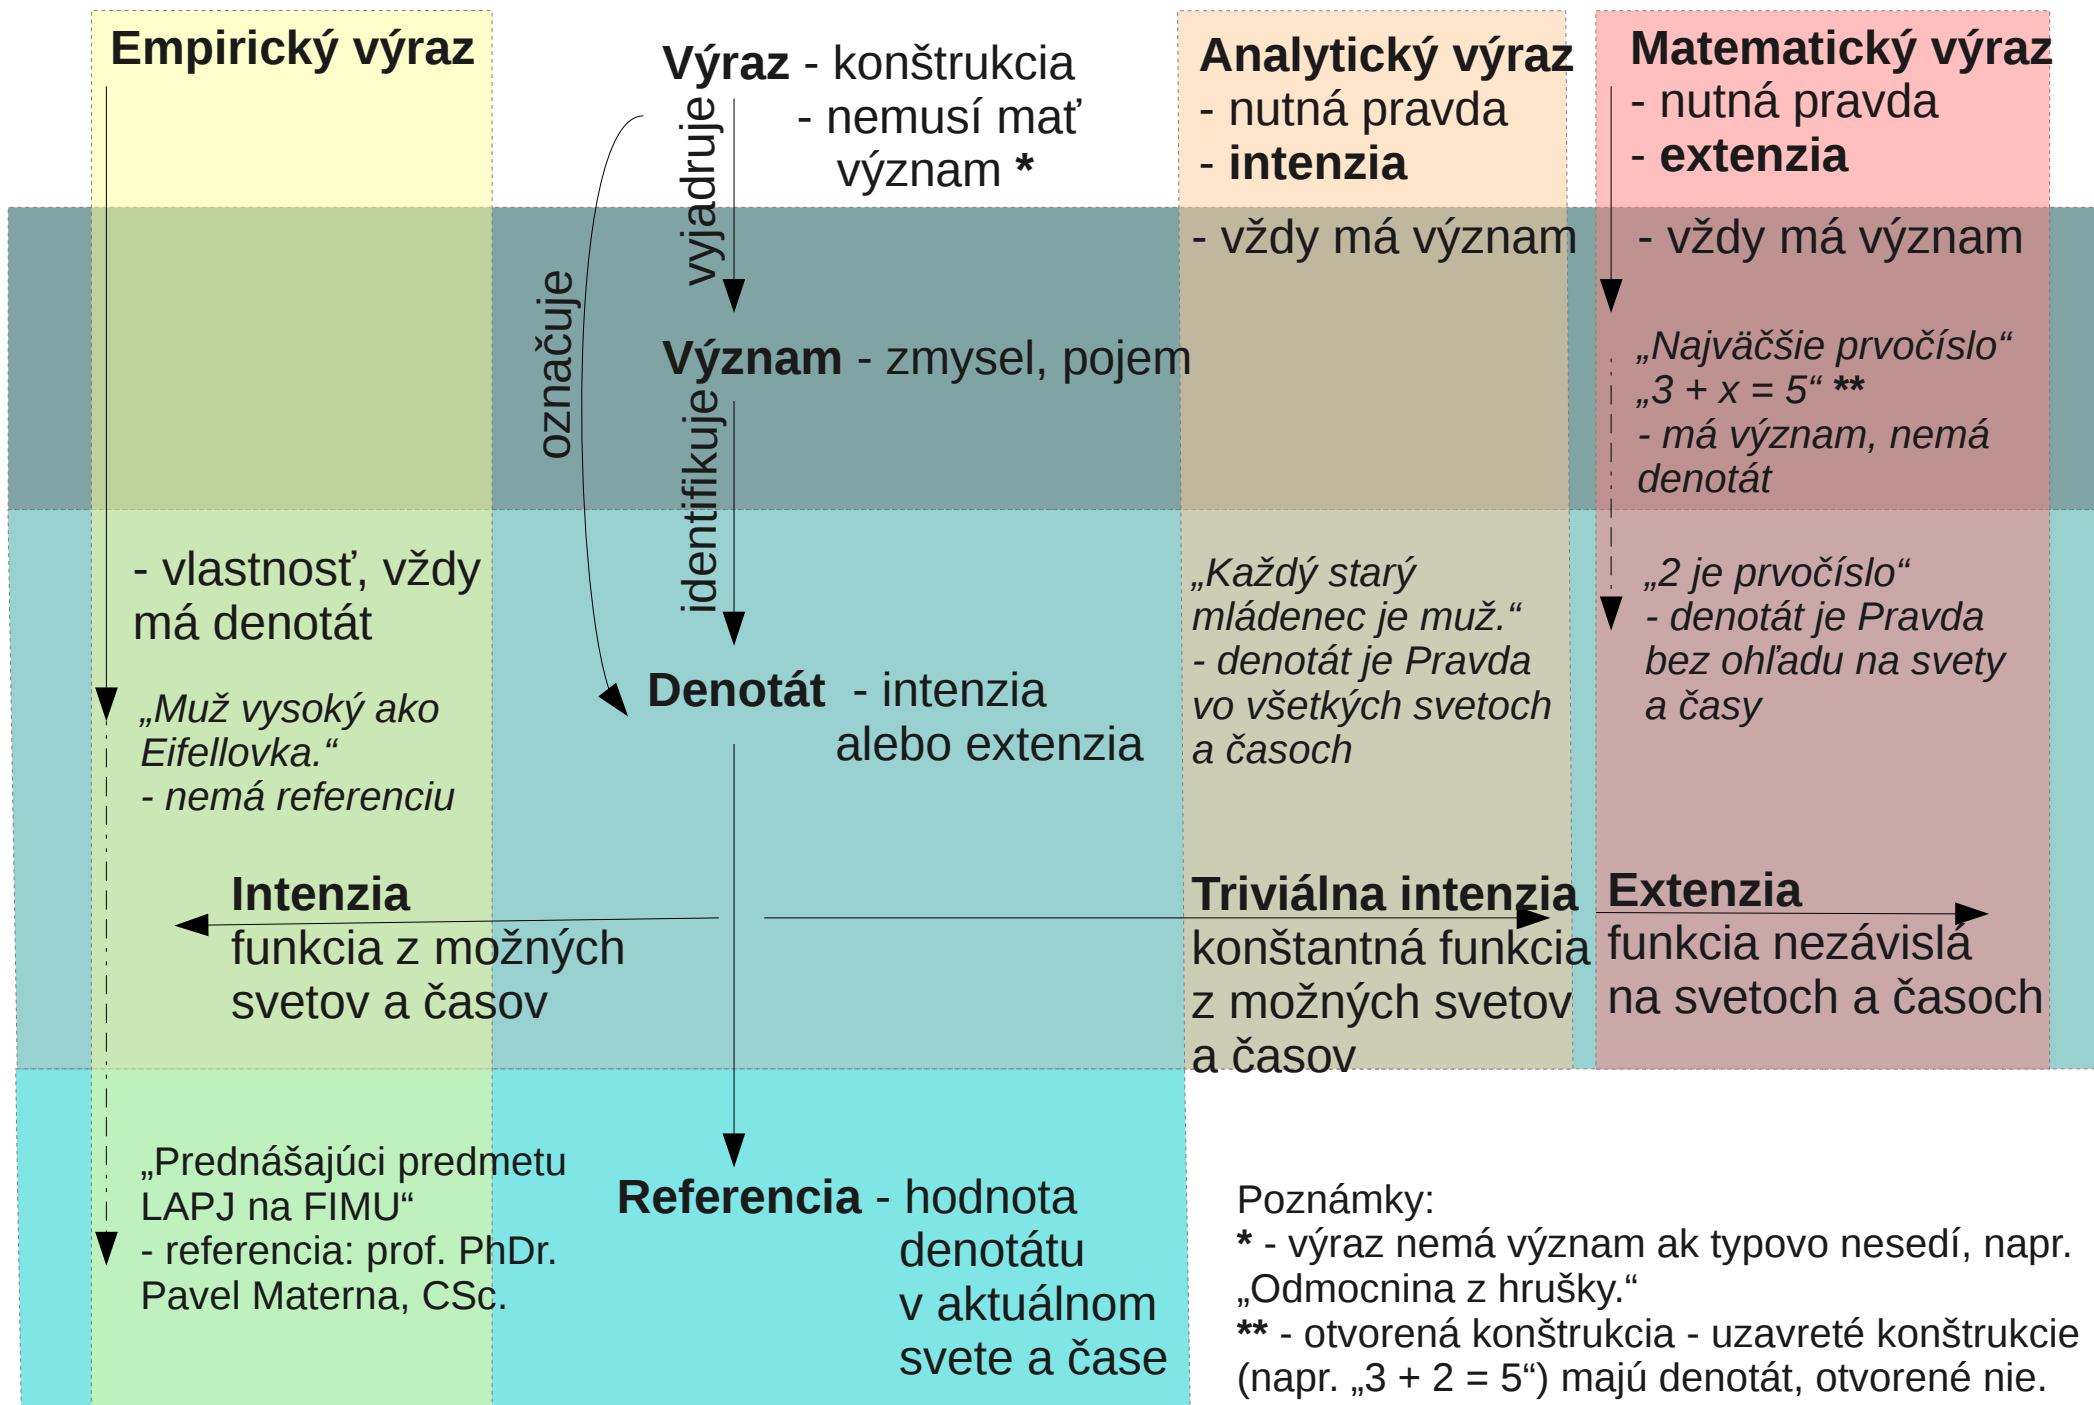 Empirický výraz
- vlastnosť, vždy
má denotát
„Muž vysoký ako
Eifellovka.“
- nemá referenciu
Intenzia
funkcia z možných
svetov a časov
„Prednášajúci predmetu
LAPJ na FIMU“
- referencia: prof. PhDr.
Pavel Materna, CSc.
Výraz - konštrukcia
- nemusí mať
význam *
vyjadruje
označuje
Význam - zmysel, pojem
identifikuje
Denotát - intenzia
alebo extenzia
Referencia - hodnota
denotátu
v aktuálnom
svete a čase
Analytický výraz
- nutná pravda
- intenzia
- vždy má význam
„Každý starý
mládenec je muž.“
- denotát je Pravda
vo všetkých svetoch
a časoch
Triviálna intenzia
konštantná funkcia
z možných svetov
a časov
Matematický výraz
- nutná pravda
- extenzia
- vždy má význam
„Najväčšie prvočíslo“
„3 + x = 5“ **
- má význam, nemá
denotát
„2 je prvočíslo“
- denotát je Pravda
bez ohľadu na svety
a časy
Extenzia
funkcia nezávislá
na svetoch a časoch
Poznámky:
* - výraz nemá význam ak typovo nesedí, napr.
„Odmocnina z hrušky.“
** - otvorená konštrukcia - uzavreté konštrukcie
(napr. „3 + 2 = 5“) majú denotát, otvorené nie.